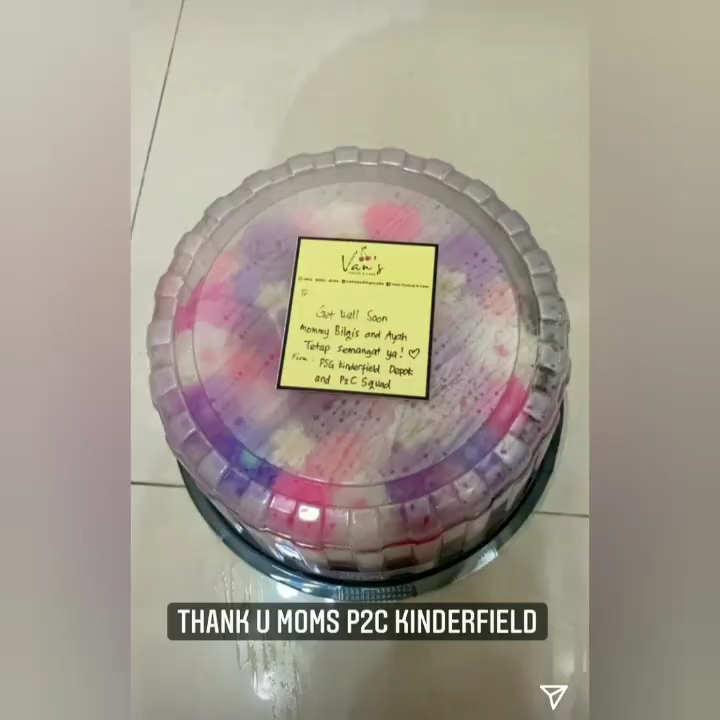 Van's
To :
Get well Soon
Mommy Bilqis and Ayah
Tetap semangat ya! ♡
From : PSG Kinderfield Depok
and P2C Squad
THANK U MOMS P2C KINDERFIELD